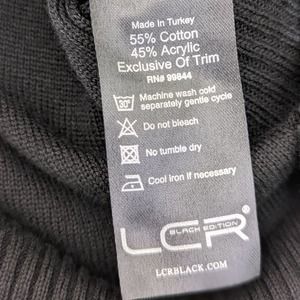 Made In Turkey
55% Cotton
45% Acrylic
Exclusive Of Trim
RN# 99844
30°
Machine wash cold
separately gentle cycle
Do not bleach
No tumble dry
Cool iron if necessary
LCR
BLACK EDITION
LCRBLACK.COM